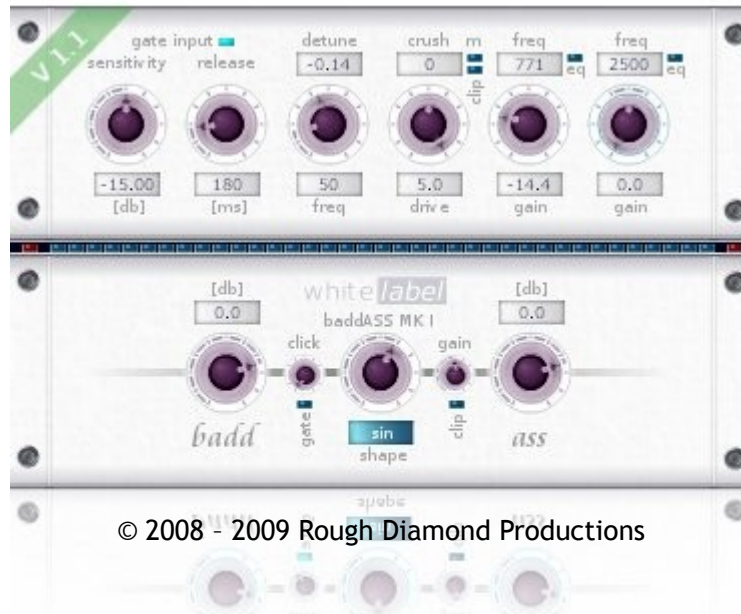 V 1.1
gate input detune crush m freq freq
sensitivity release -0.14 0 771 eq 2500 eq
clip
-15.00 180 50 5.0 -14.4 0.0
[db] [ms] freq drive gain gain
[db] white label [db]
0.0 baddASS MK I 0.0
click gain
badd gate sin clip ass
shape
© 2008 – 2009 Rough Diamond Productions